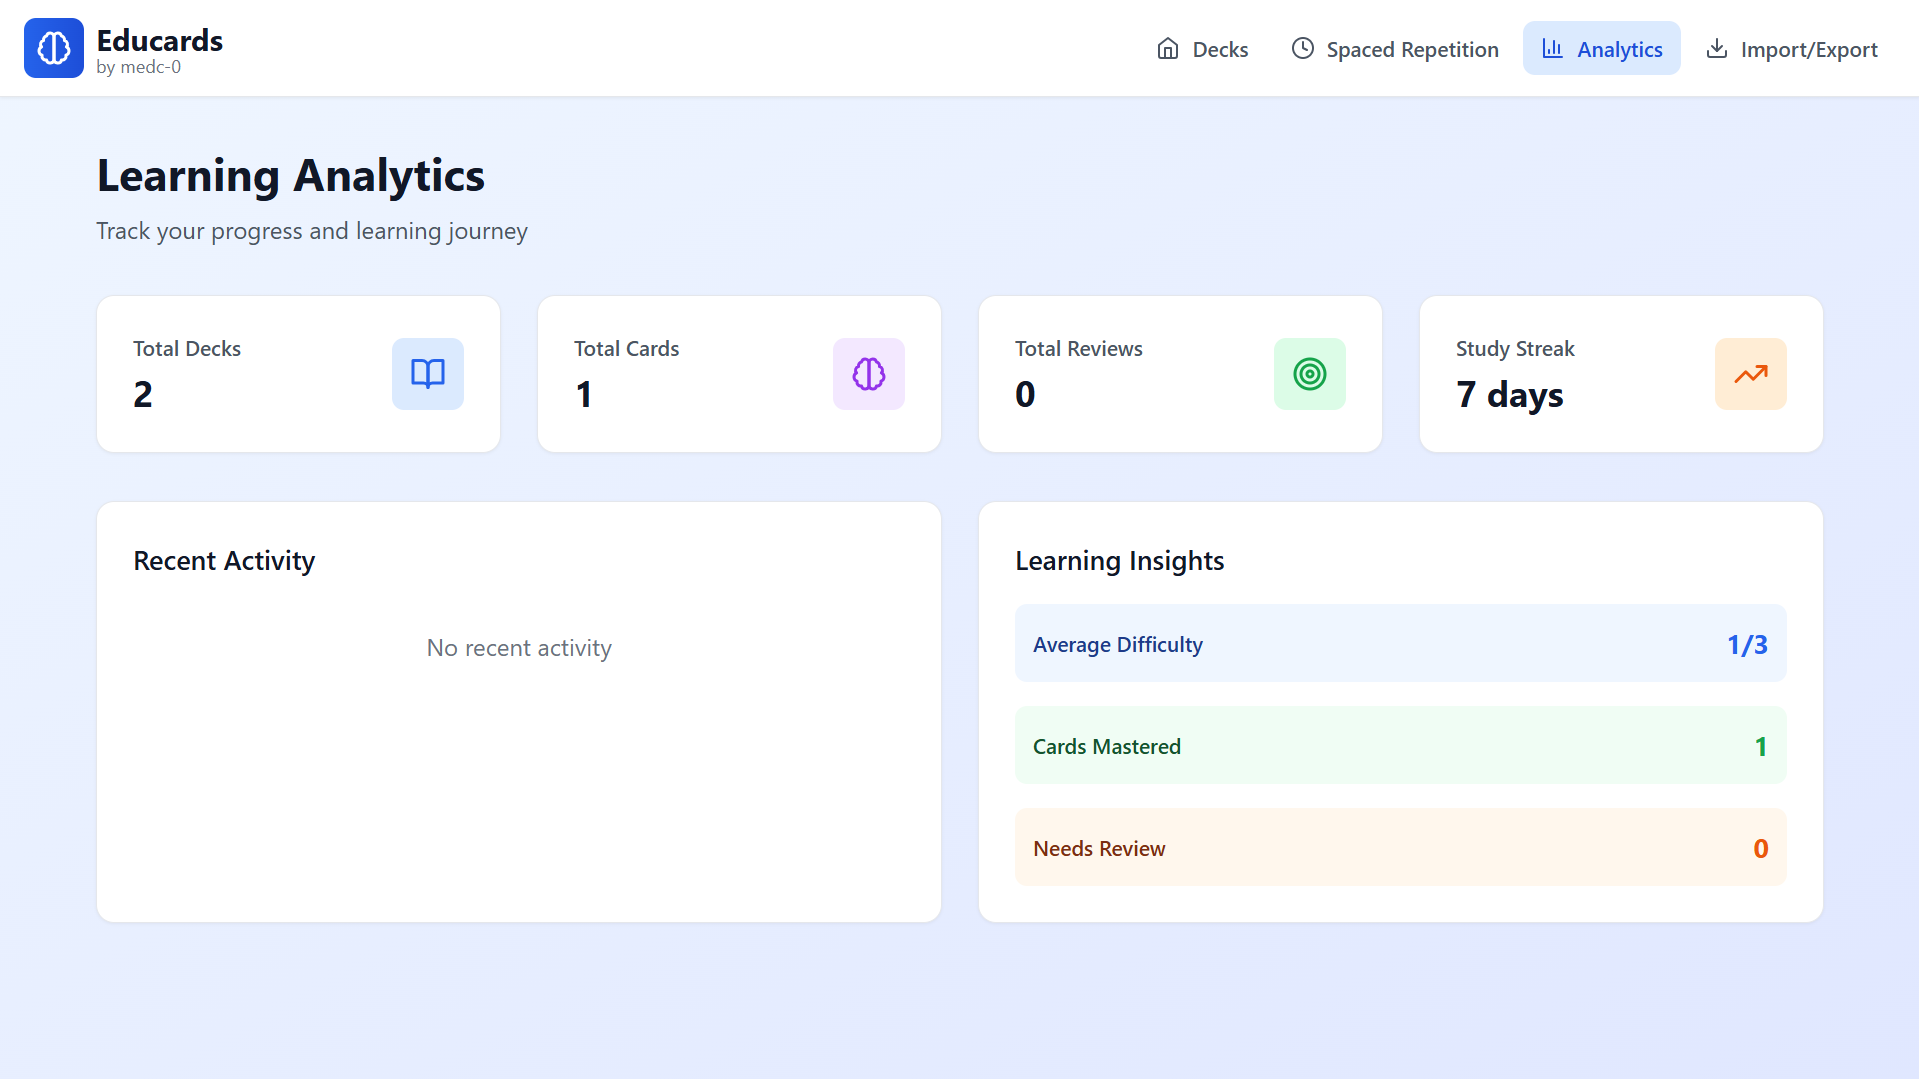 Educards
by medc-0
Decks
Spaced Repetition
Analytics
Import/Export
Learning Analytics
Track your progress and learning journey
Total Decks
2
Total Cards
1
Total Reviews
0
Study Streak
7 days
Recent Activity
No recent activity
Learning Insights
Average Difficulty
1/3
Cards Mastered
1
Needs Review
0